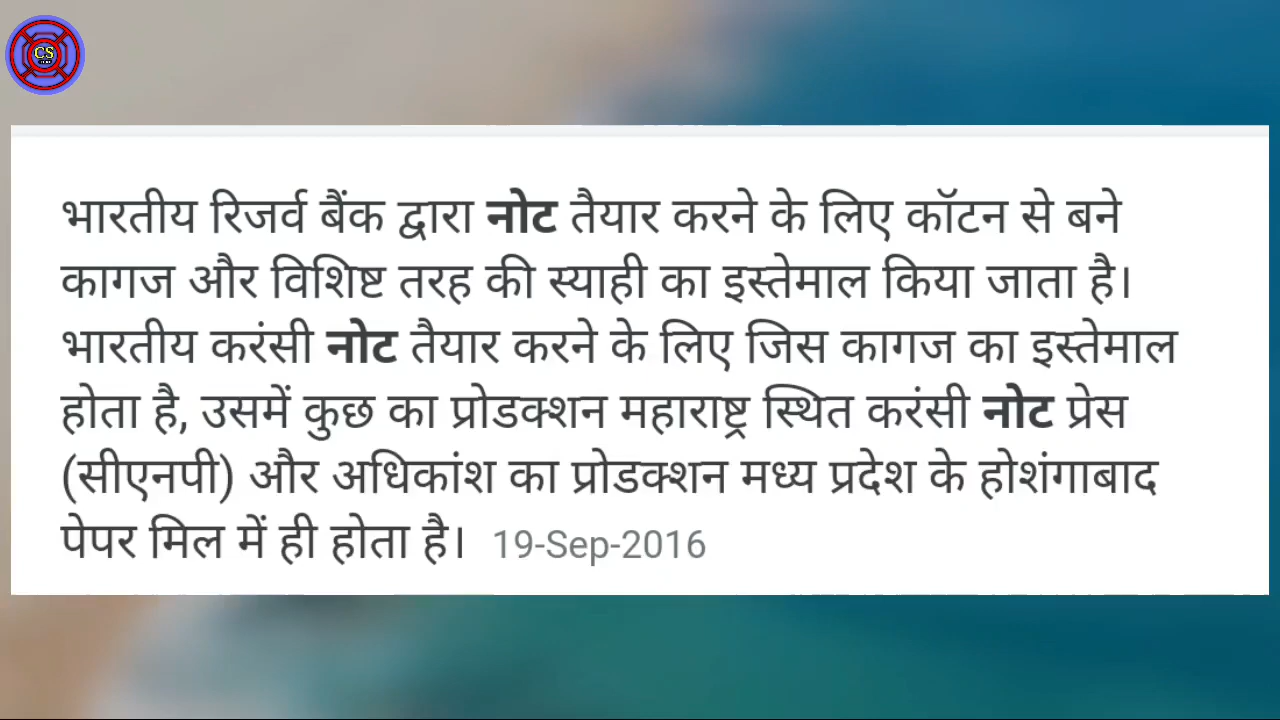 CS
भारतीय रिजर्व बैंक द्वारा नोट तैयार करने के लिए कॉटन से बने
कागज और विशिष्ट तरह की स्याही का इस्तेमाल किया जाता है।
भारतीय करंसी नोट तैयार करने के लिए जिस कागज का इस्तेमाल
होता है, उसमें कुछ का प्रोडक्शन महाराष्ट्र स्थित करंसी नोट प्रेस
(सीएनपी) और अधिकांश का प्रोडक्शन मध्य प्रदेश के होशंगाबाद
पेपर मिल में ही होता है। 19-Sep-2016